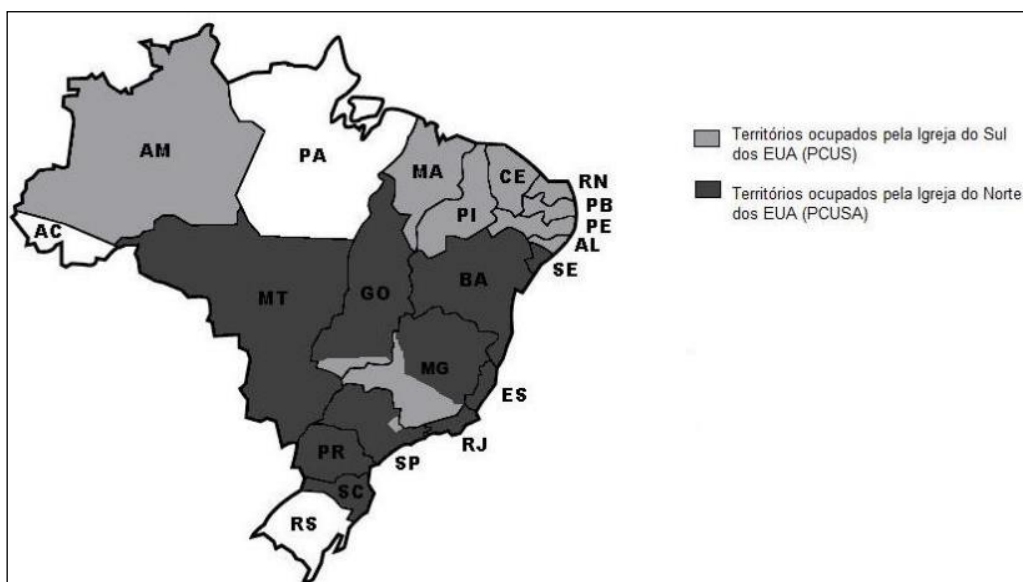 AM
PA
MA
CE
RN
PB
PE
AL
SE
PI
AC
BA
MT
GO
MG
ES
RJ
SP
PR
SC
RS
Territórios ocupados pela Igreja do Sul
dos EUA (PCUS)
Territórios ocupados pela Igreja do Norte
dos EUA (PCUSA)